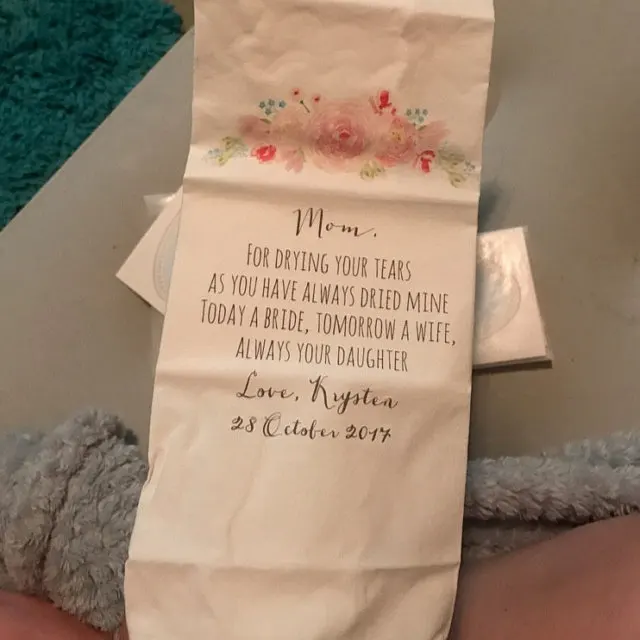 Mom,
FOR DRYING YOUR TEARS
AS YOU HAVE ALWAYS DRIED MINE
TODAY A BRIDE, TOMORROW A WIFE,
ALWAYS YOUR DAUGHTER
Love, Krysten
28 October 2017